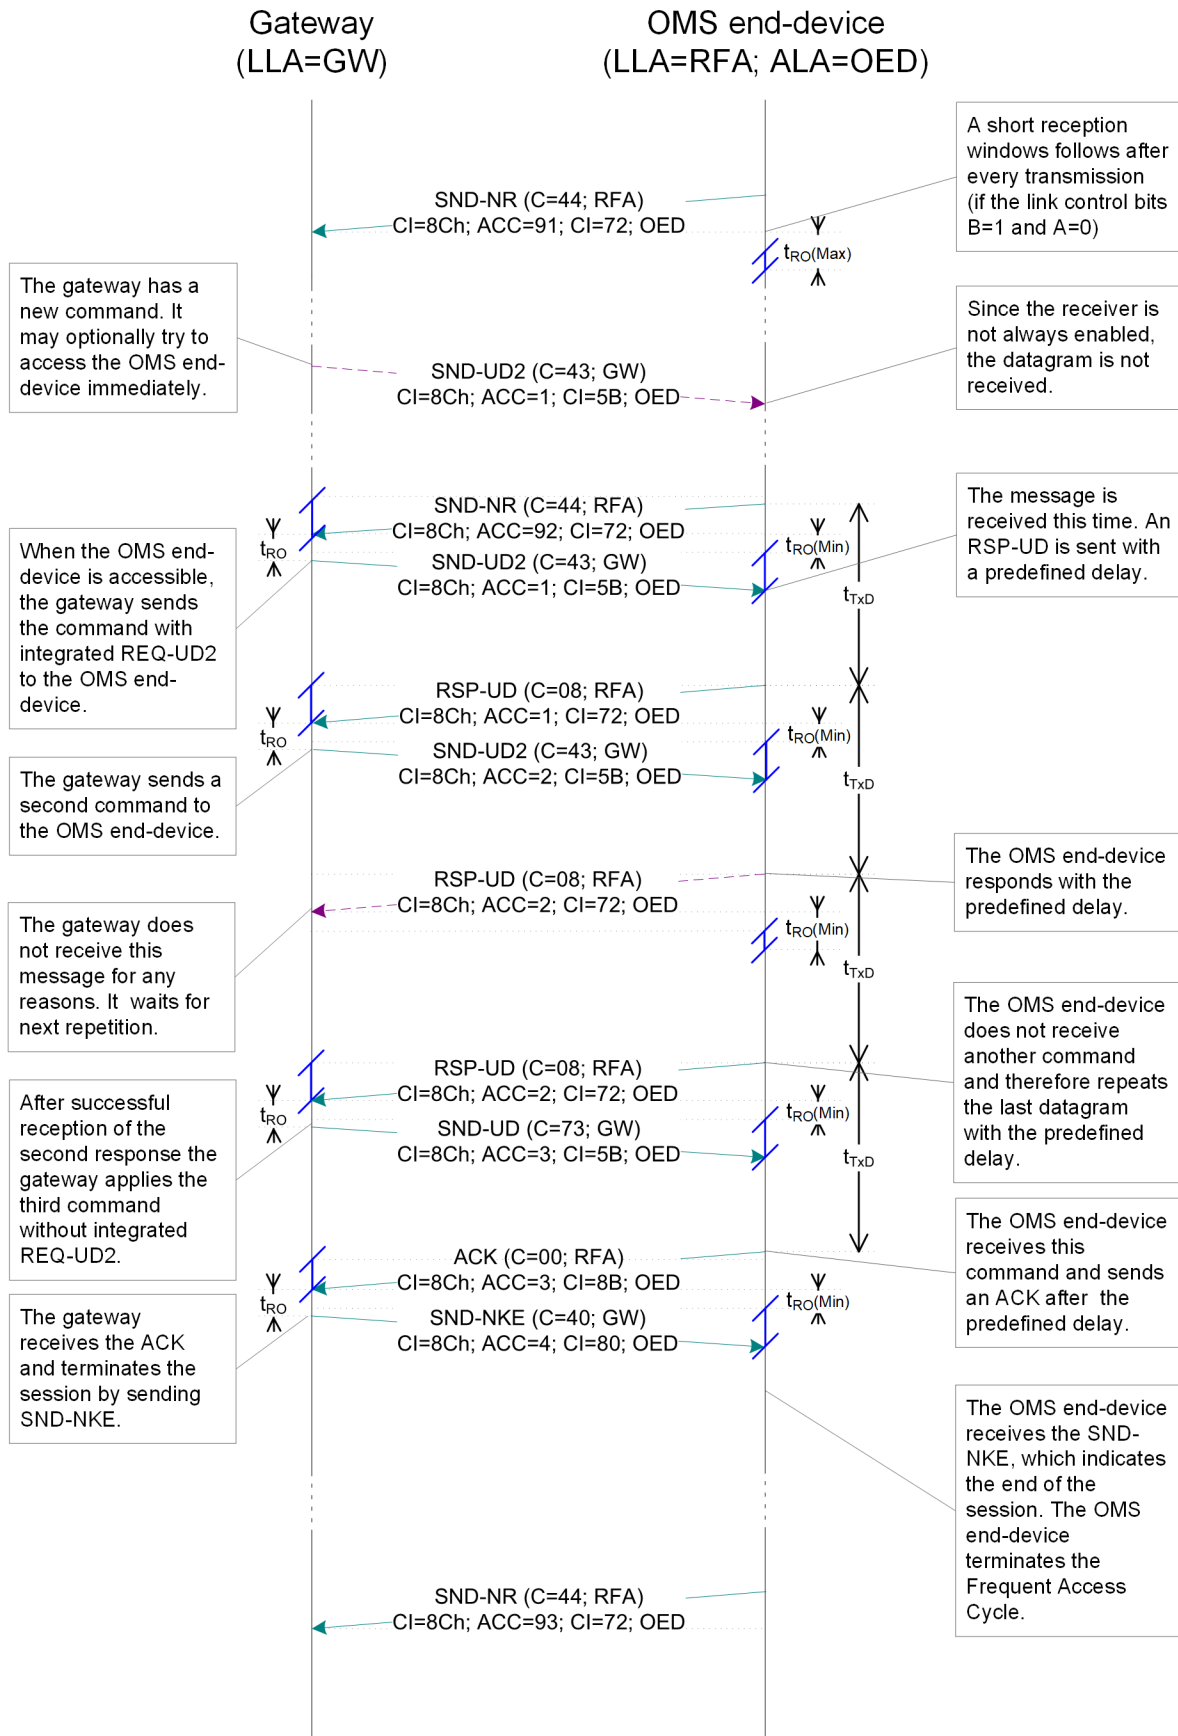 Gateway
(LLA=GW)
OMS end-device
(LLA=RFA; ALA=OED)
A short reception
windows follows after
every transmission
(if the link control bits
B=1 and A=0)
SND-NR (C=44; RFA)
CI=8Ch; ACC=91; CI=72; OED
tRO(Max)
The gateway has a
new command. It
may optionally try to
access the OMS end-
device immediately.
Since the receiver is
not always enabled,
the datagram is not
received.
SND-UD2 (C=43; GW)
CI=8Ch; ACC=1; CI=5B; OED
SND-NR (C=44; RFA)
CI=8Ch; ACC=92; CI=72; OED
tRO
tRO(Min)
The message is
received this time. An
RSP-UD is sent with
a predefined delay.
When the OMS end-
device is accessible,
the gateway sends
the command with
integrated REQ-UD2
to the OMS end-
device.
SND-UD2 (C=43; GW)
CI=8Ch; ACC=1; CI=5B; OED
tTxD
RSP-UD (C=08; RFA)
CI=8Ch; ACC=1; CI=72; OED
tRO
tRO(Min)
SND-UD2 (C=43; GW)
CI=8Ch; ACC=2; CI=5B; OED
tTxD
The gateway sends a
second command to
the OMS end-device.
RSP-UD (C=08; RFA)
CI=8Ch; ACC=2; CI=72; OED
tRO(Min)
The OMS end-device
responds with the
predefined delay.
The gateway does
not receive this
message for any
reasons. It  waits for
next repetition.
tTxD
The OMS end-device
does not receive
another command
and therefore repeats
the last datagram
with the predefined
delay.
RSP-UD (C=08; RFA)
CI=8Ch; ACC=2; CI=72; OED
tRO
tRO(Min)
After successful
reception of the
second response the
gateway applies the
third command
without integrated
REQ-UD2.
SND-UD (C=73; GW)
CI=8Ch; ACC=3; CI=5B; OED
tTxD
The OMS end-device
receives this
command and sends
an ACK after  the
predefined delay.
ACK (C=00; RFA)
CI=8Ch; ACC=3; CI=8B; OED
tRO
tRO(Min)
The gateway
receives the ACK
and terminates the
session by sending
SND-NKE.
SND-NKE (C=40; GW)
CI=8Ch; ACC=4; CI=80; OED
The OMS end-device
receives the SND-
NKE, which indicates
the end of the
session. The OMS
end-device
terminates the
Frequent Access
Cycle.
SND-NR (C=44; RFA)
CI=8Ch; ACC=93; CI=72; OED